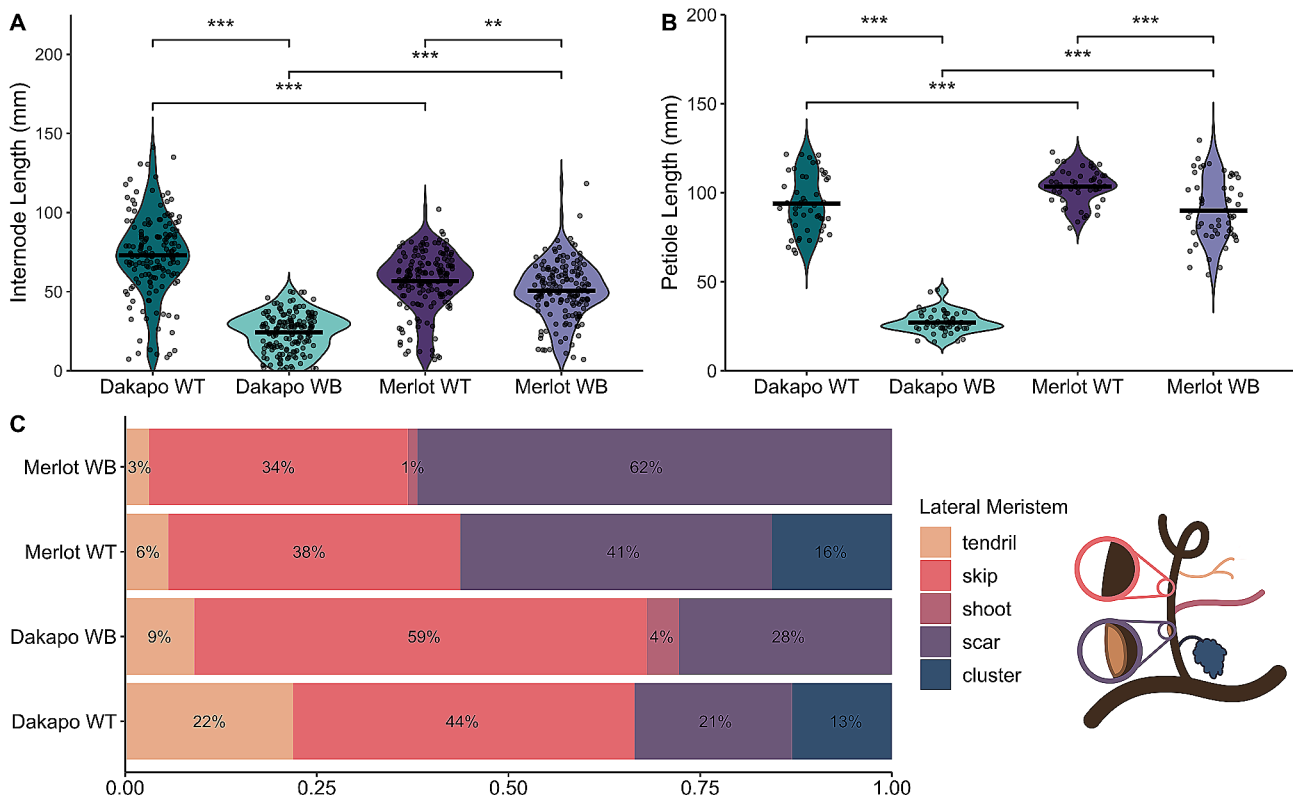 A
Internode Length (mm)
200
150
100
50
0
***
**
***
***
Dakapo WT
Dakapo WB
Merlot WT
Merlot WB
B
Petiole Length (mm)
200
150
100
50
0
***
***
***
***
Dakapo WT
Dakapo WB
Merlot WT
Merlot WB
C
Merlot WB
3%
34%
1%
62%
Merlot WT
6%
38%
41%
16%
Dakapo WB
9%
59%
4%
28%
Dakapo WT
22%
44%
21%
13%
0.00
0.25
0.50
0.75
1.00
Lateral Meristem
tendril
skip
shoot
scar
cluster